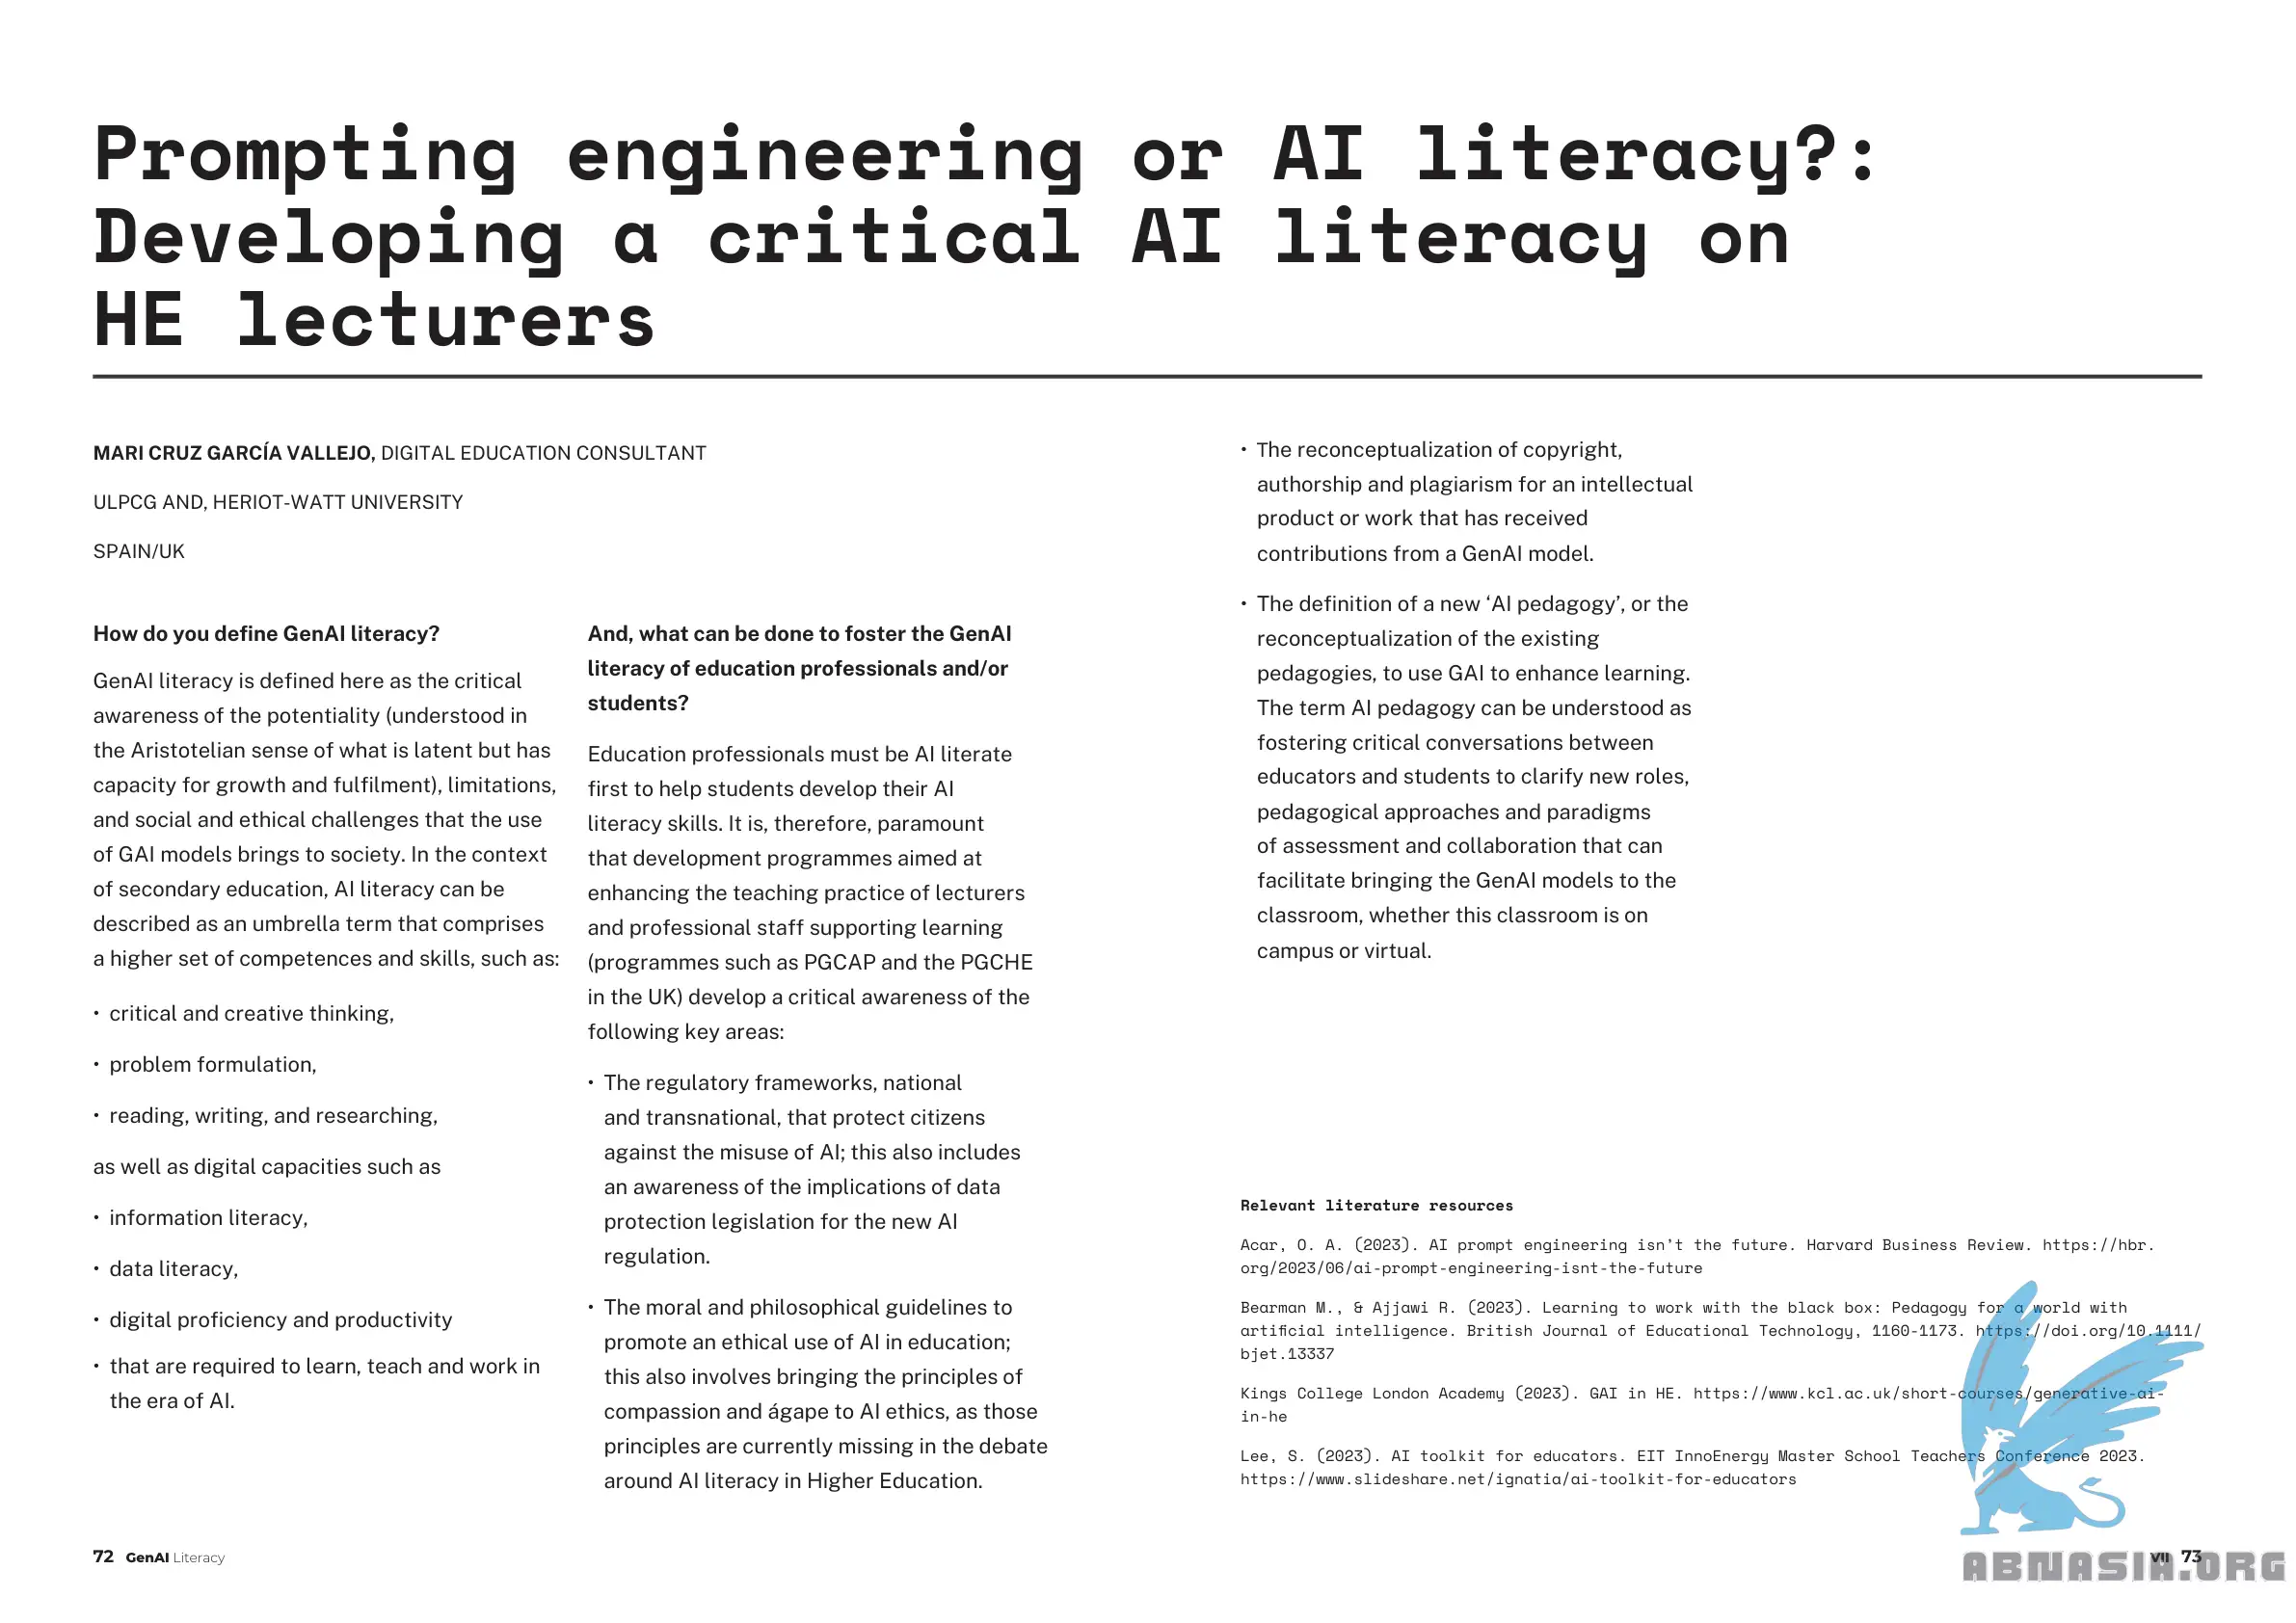 Prompting engineering or AI literacy?:
Developing a critical AI literacy on
HE lecturers
MARI CRUZ GARCÍA VALLEJO, DIGITAL EDUCATION CONSULTANT
ULPCG AND, HERIOT-WATT UNIVERSITY
SPAIN/UK
How do you define GenAI literacy?
GenAI literacy is defined here as the critical
awareness of the potentiality (understood in
the Aristotelian sense of what is latent but has
capacity for growth and fulfilment), limitations,
and social and ethical challenges that the use
of GAI models brings to society. In the context
of secondary education, AI literacy can be
described as an umbrella term that comprises
a higher set of competences and skills, such as:
• critical and creative thinking,
• problem formulation,
• reading, writing, and researching,
as well as digital capacities such as
• information literacy,
• data literacy,
• digital proficiency and productivity
• that are required to learn, teach and work in
the era of AI.
And, what can be done to foster the GenAI
literacy of education professionals and/or
students?
Education professionals must be AI literate
first to help students develop their AI
literacy skills. It is, therefore, paramount
that development programmes aimed at
enhancing the teaching practice of lecturers
and professional staff supporting learning
(programmes such as PGCAP and the PGCHE
in the UK) develop a critical awareness of the
following key areas:
• The regulatory frameworks, national
and transnational, that protect citizens
against the misuse of AI; this also includes
an awareness of the implications of data
protection legislation for the new AI
regulation.
• The moral and philosophical guidelines to
promote an ethical use of AI in education;
this also involves bringing the principles of
compassion and ágape to AI ethics, as those
principles are currently missing in the debate
around AI literacy in Higher Education.
• The reconceptualization of copyright,
authorship and plagiarism for an intellectual
product or work that has received
contributions from a GenAI model.
• The definition of a new ‘AI pedagogy’, or the
reconceptualization of the existing
pedagogies, to use GAI to enhance learning.
The term AI pedagogy can be understood as
fostering critical conversations between
educators and students to clarify new roles,
pedagogical approaches and paradigms
of assessment and collaboration that can
facilitate bringing the GenAI models to the
classroom, whether this classroom is on
campus or virtual.
Relevant literature resources
Acar, O. A. (2023). AI prompt engineering isn’t the future. Harvard Business Review. https://hbr.
org/2023/06/ai-prompt-engineering-isnt-the-future
Bearman M., & Ajjawi R. (2023). Learning to work with the black box: Pedagogy for a world with
artificial intelligence. British Journal of Educational Technology, 1160-1173. https://doi.org/10.1111/
bjet.13337
Kings College London Academy (2023). GAI in HE. https://www.kcl.ac.uk/short-courses/generative-ai-
in-he
Lee, S. (2023). AI toolkit for educators. EIT InnoEnergy Master School Teachers Conference 2023.
https://www.slideshare.net/ignatia/ai-toolkit-for-educators
72 GenAI Literacy
VII 73
ABNASIA.ORG